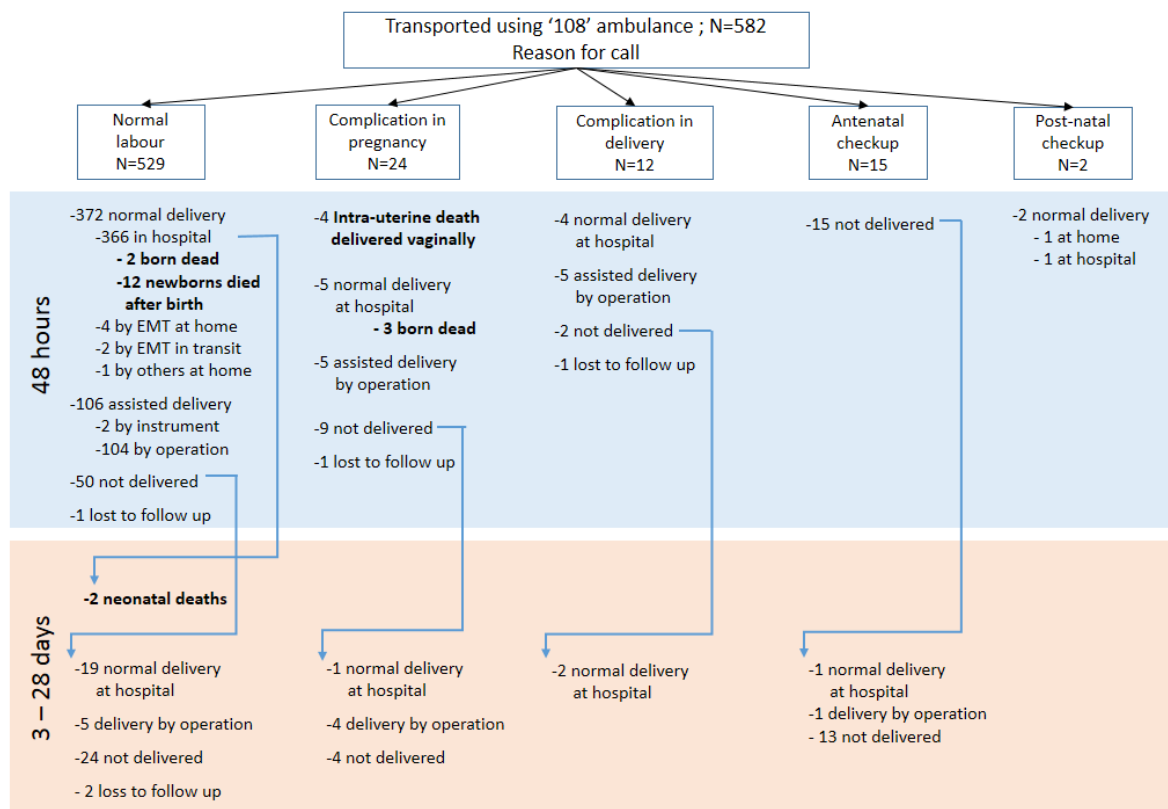 Transported using ‘108’ ambulance ; N=582
Reason for call
Normal
labour
N=529
Complication in
pregnancy
N=24
Complication in
delivery
N=12
Antenatal
checkup
N=15
Post-natal
checkup
N=2
48 hours
-372 normal delivery
-366 in hospital
- 2 born dead
-12 newborns died
after birth
-4 by EMT at home
-2 by EMT in transit
-1 by others at home
-106 assisted delivery
-2 by instrument
-104 by operation
-50 not delivered
-1 lost to follow up
-4 Intra-uterine death
delivered vaginally
-5 normal delivery
at hospital
- 3 born dead
-5 assisted delivery
by operation
-9 not delivered
-1 lost to follow up
-4 normal delivery
at hospital
-5 assisted delivery
by operation
-2 not delivered
-1 lost to follow up
-15 not delivered
-2 normal delivery
- 1 at home
- 1 at hospital
3 – 28 days
-2 neonatal deaths
-19 normal delivery
at hospital
-5 delivery by operation
-24 not delivered
- 2 loss to follow up
-1 normal delivery
at hospital
-4 delivery by operation
-4 not delivered
-2 normal delivery
at hospital
-1 normal delivery
at hospital
-1 delivery by operation
- 13 not delivered